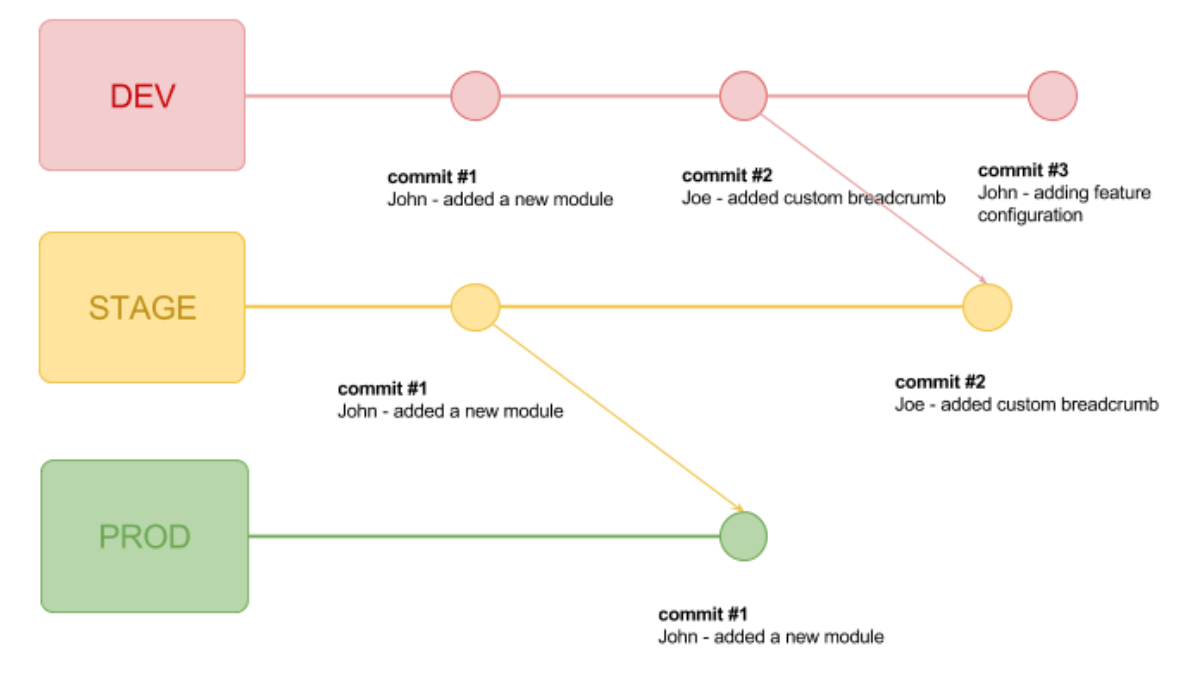 DEV
commit #1
John - added a new module
commit #2
Joe - added custom breadcrumb
commit #3
John - adding feature
configuration
STAGE
commit #1
John - added a new module
commit #2
Joe - added custom breadcrumb
PROD
commit #1
John - added a new module